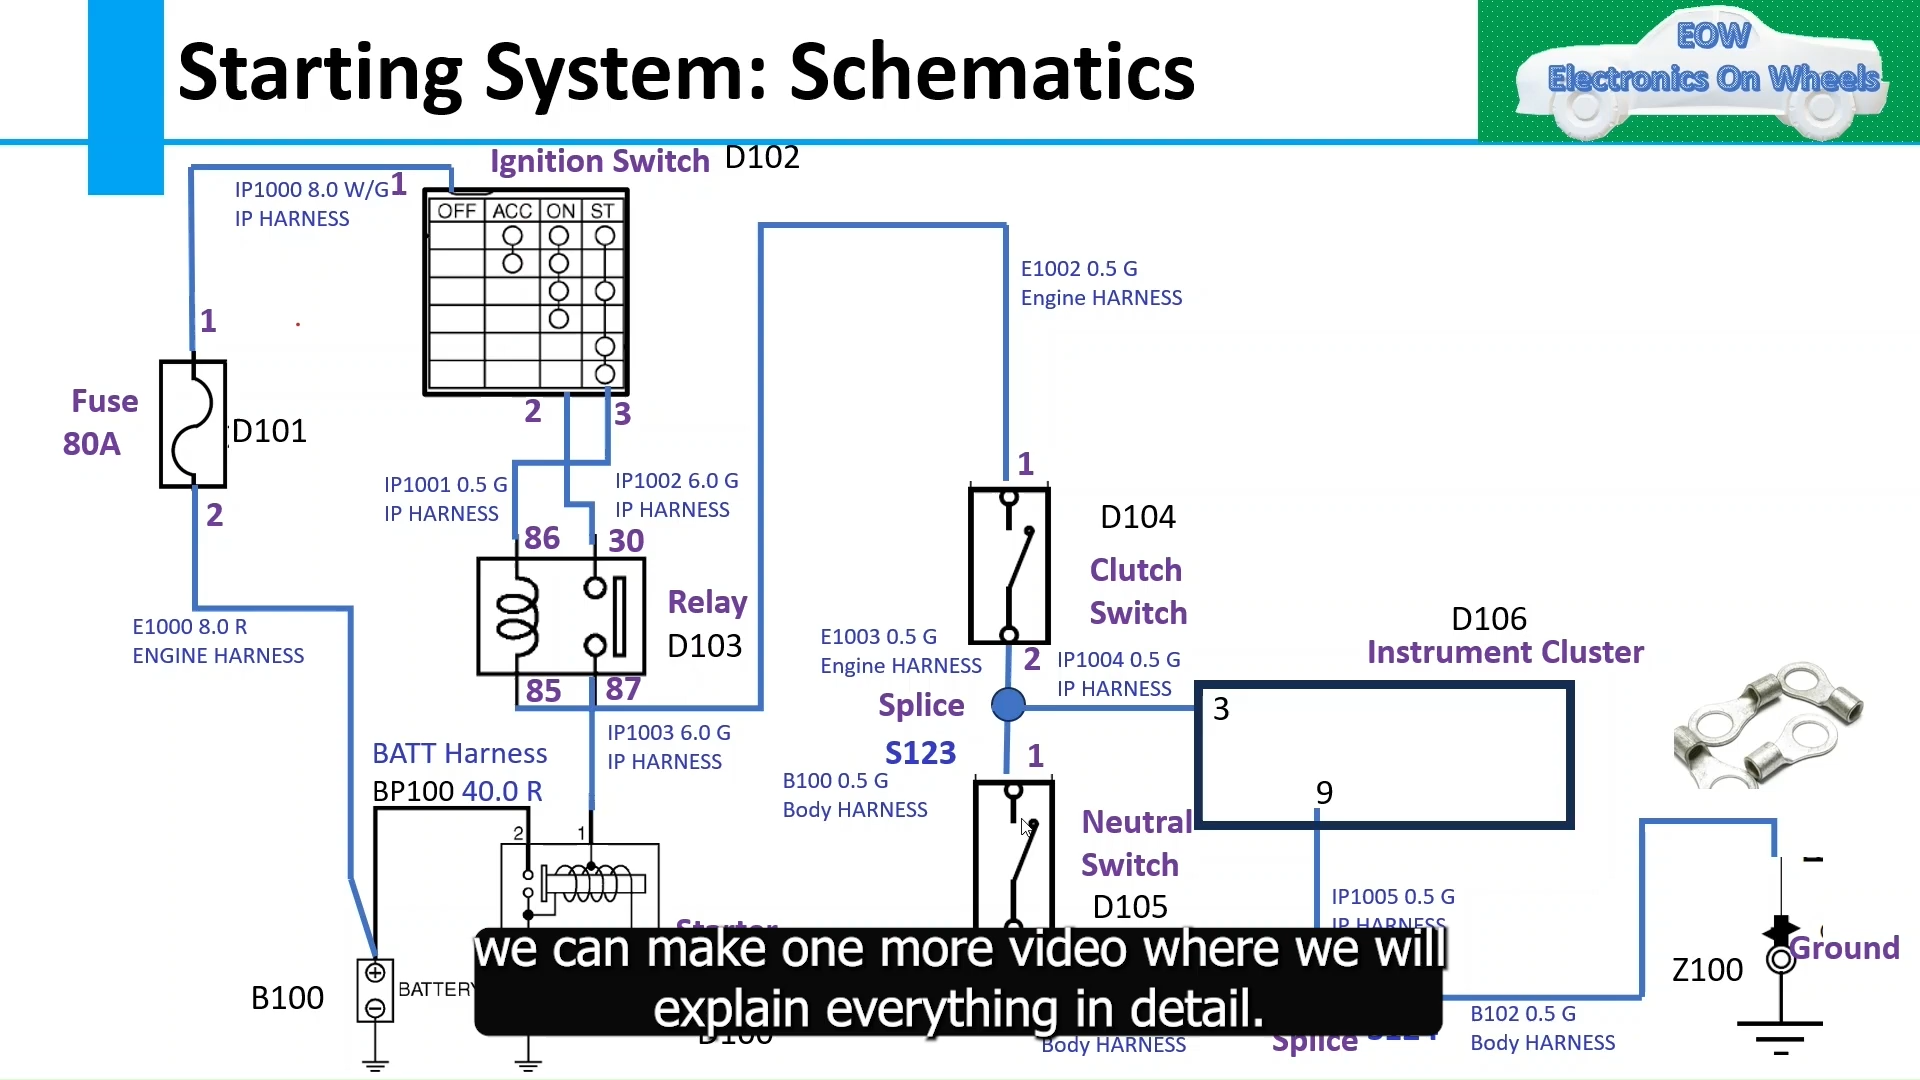 Starting System: Schematics
EOW
Electronics On Wheels
Ignition Switch D102
IP1000 8.0 W/G
IP HARNESS
1
OFF ACC ON ST
E1002 0.5 G
Engine HARNESS
1
Fuse
80A
D101
2
2 3
IP1001 0.5 G
IP HARNESS
IP1002 6.0 G
IP HARNESS
86 30
1
D104
Clutch
Switch
Relay
D103
85 87
E1000 8.0 R
ENGINE HARNESS
E1003 0.5 G
Engine HARNESS
2
IP1004 0.5 G
IP HARNESS
D106
Instrument Cluster
3
9
Splice
S123
1
IP1003 6.0 G
IP HARNESS
BATT Harness
BP100 40.0 R
B100 0.5 G
Body HARNESS
Neutral
Switch
D105
2 1
IP1005 0.5 G
IP HARNESS
we can make one more video where we will
explain everything in detail.
B100
BATTERY
Z100
Ground
B102 0.5 G
Body HARNESS
Body HARNESS
Splice